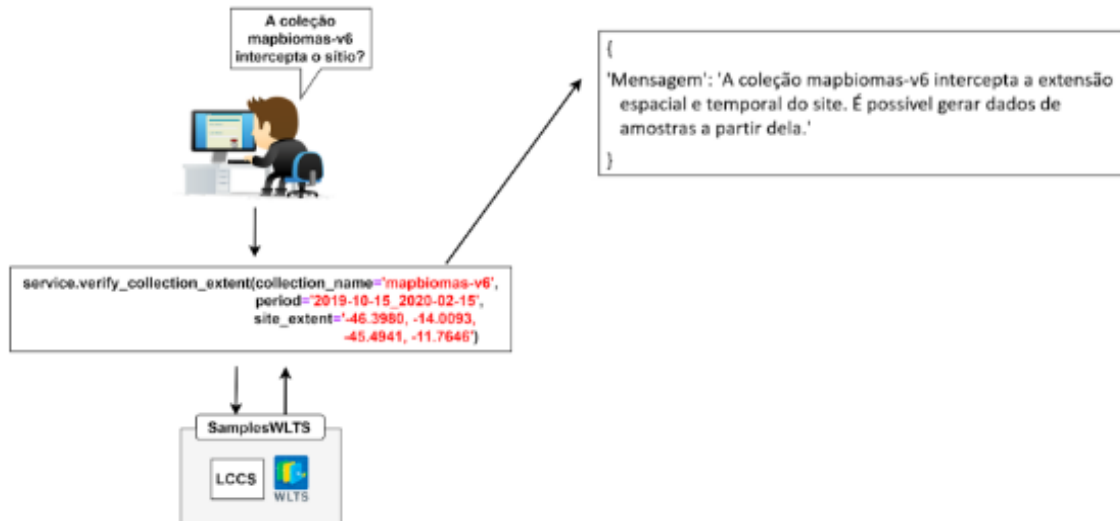 A coleção
mapbiomas-v6
intercepta o sítio?
{
'Mensagem': 'A coleção mapbiomas-v6 intercepta a extensão
espacial e temporal do site. É possível gerar dados de
amostras a partir dela.'
}
service.verify_collection_extent(collection_name='mapbiomas-v6',
period='2019-10-15_2020-02-15',
site_extent='-46.3980, -14.0093,
-45.4941, -11.7646')
SamplesWLTS
LCCS
WLTS